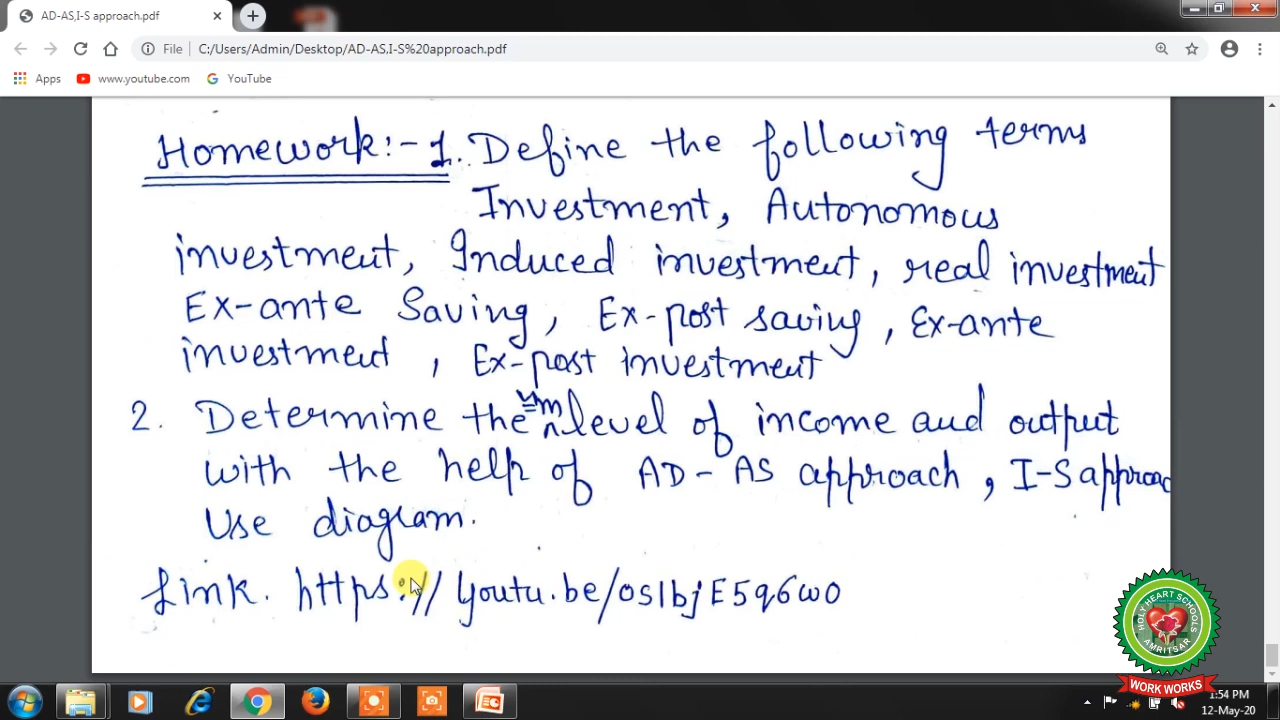 AD-AS,I-S approach.pdf
File | C:/Users/Admin/Desktop/AD-AS,I-S%20approach.pdf
Apps www.youtube.com YouTube
Homework:- 1. Define the following terms
Investment, Autonomous
investment, Induced investment, real investment
Ex-ante Saving, Ex-post saving, Ex-ante
investment, Ex-post investment
2. Determine the level of income and output
with the help of AD-AS approach, I-S approac
Use diagram.
Link. https://youtu.be/os1bjE5q6w0
HOLY HEART SCHOOLS
AMRITSAR
WORK WORKS
1:54 PM
12-May-20